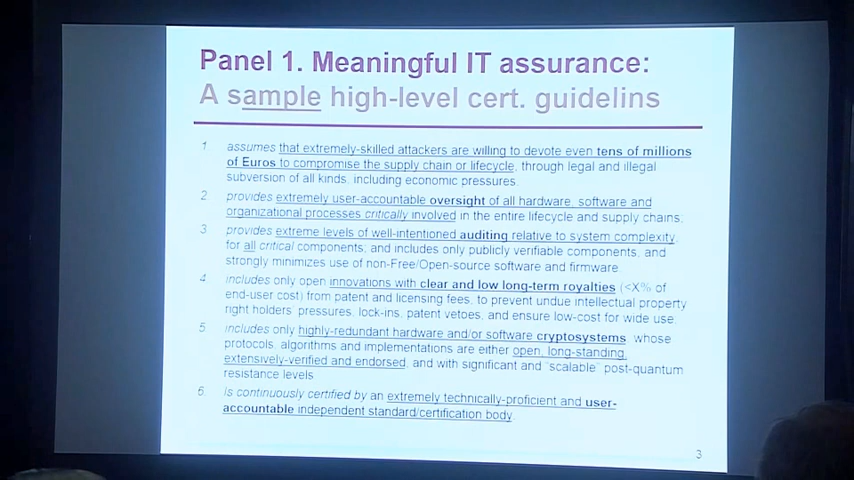 Panel 1. Meaningful IT assurance:
A sample high-level cert. guidelins
1. assumes that extremely-skilled attackers are willing to devote even tens of millions
of Euros to compromise the supply chain or lifecycle, through legal and illegal
subversion of all kinds, including economic pressures.
2 provides extremely user-accountable oversight of all hardware, software and
organizational processes critically involved in the entire lifecycle and supply chains;
3 provides extreme levels of well-intentioned auditing relative to system complexity,
for all critical components; and includes only publicly verifiable components, and
strongly minimizes use of non-Free/Open-source software and firmware
4 includes only open innovations with clear and low long-term royalties (<X% of
end-user cost) from patent and licensing fees, to prevent undue intellectual property
right holders' pressures, lock-ins, patent vetoes, and ensure low-cost for wide use;
5 includes only highly-redundant hardware and/or software cryptosystems whose
protocols, algorithms and implementations are either open, long-standing,
extensively-verified and endorsed, and with significant and "scalable" post-quantum
resistance levels
6. Is continuously certified by an extremely technically-proficient and user-
accountable independent standard/certification body.
3